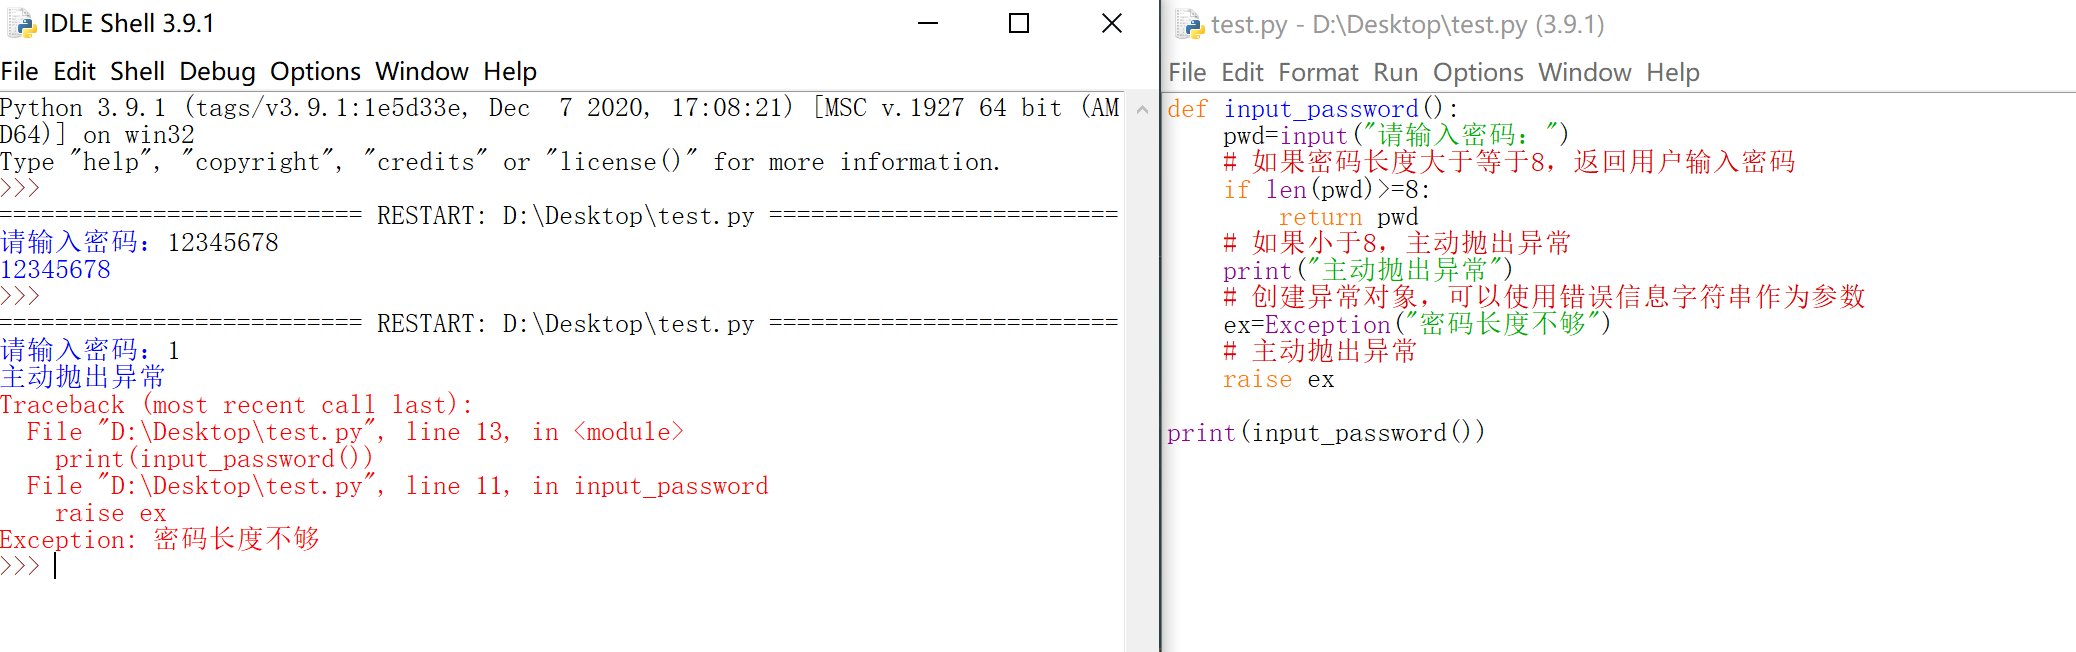 IDLE Shell 3.9.1
File Edit Shell Debug Options Window Help
Python 3.9.1 (tags/v3.9.1:1e5d33e, Dec  7 2020, 17:08:21) [MSC v.1927 64 bit (AM
D64)] on win32
Type "help", "copyright", "credits" or "license()" for more information.
>>>
========================== RESTART: D:\Desktop\test.py =========================
请输入密码：12345678
12345678
>>>
========================== RESTART: D:\Desktop\test.py =========================
请输入密码：1
主动抛出异常
Traceback (most recent call last):
  File "D:\Desktop\test.py", line 13, in <module>
    print(input_password())
  File "D:\Desktop\test.py", line 11, in input_password
    raise ex
Exception: 密码长度不够
>>>
test.py - D:\Desktop\test.py (3.9.1)
File Edit Format Run Options Window Help
def input_password():
    pwd=input("请输入密码：")
    # 如果密码长度大于等于8，返回用户输入密码
    if len(pwd)>=8:
        return pwd
    # 如果小于8，主动抛出异常
    print("主动抛出异常")
    # 创建异常对象，可以使用错误信息字符串作为参数
    ex=Exception("密码长度不够")
    # 主动抛出异常
    raise ex
print(input_password())